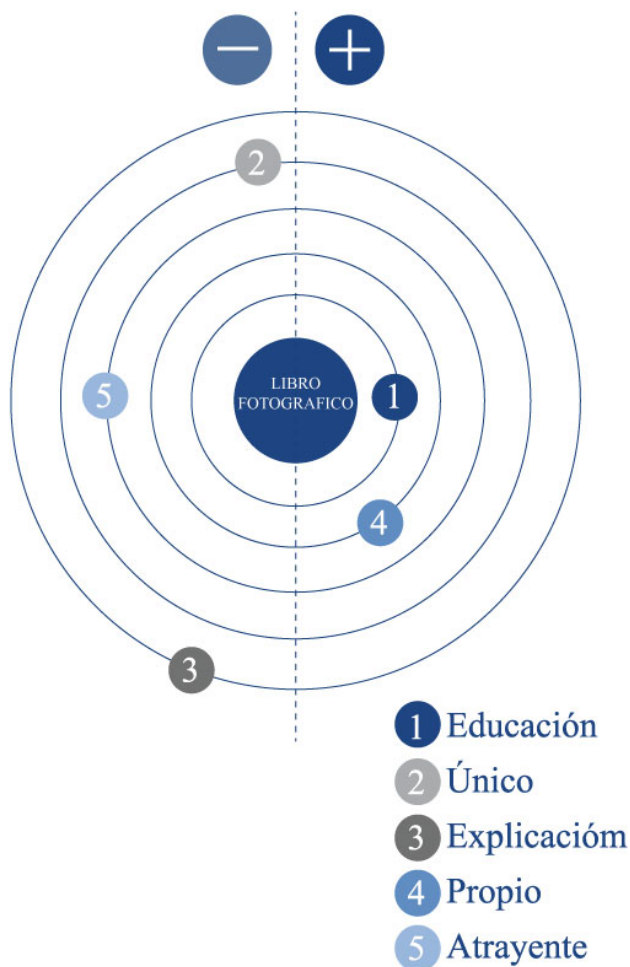 − +
2
LIBRO
FOTOGRAFICO
5
1
4
3
1 Educación
2 Único
3 Explicacióm
4 Propio
5 Atrayente